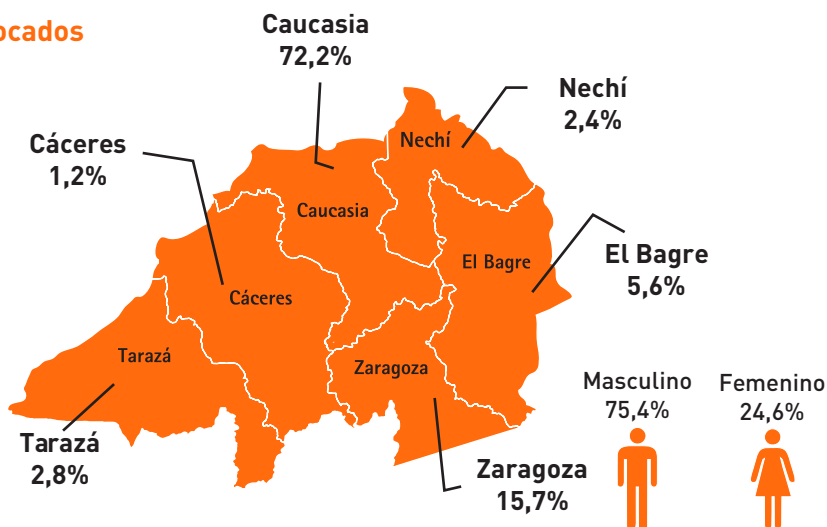 ocados
Caucasia
72,2%
Nechí
2,4%
Cáceres
1,2%
Nechí
Caucasia
El Bagre
El Bagre
5,6%
Cáceres
Tarazá
Zaragoza
Masculino
75,4%
Femenino
24,6%
Tarazá
2,8%
Zaragoza
15,7%